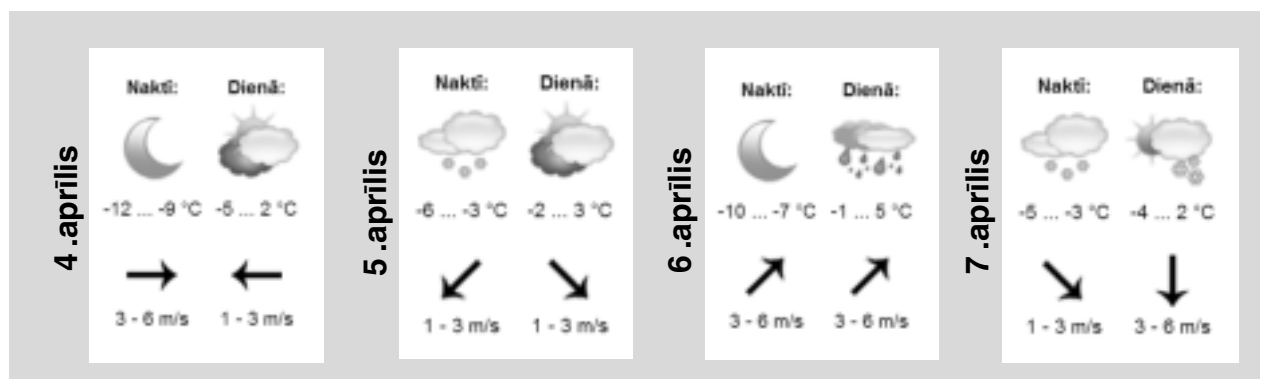 4 .aprīlis
Naktī: Dienā:
-12 ... -9 °C -5 ... 2 °C
3 - 6 m/s 1 - 3 m/s
5 .aprīlis
Naktī: Dienā:
-6 ... -3 °C -2 ... 3 °C
1 - 3 m/s 1 - 3 m/s
6 .aprīlis
Naktī: Dienā:
-10 ... -7 °C -1 ... 5 °C
3 - 6 m/s 3 - 6 m/s
7 .aprīlis
Naktī: Dienā:
-5 ... -3 °C -4 ... 2 °C
1 - 3 m/s 3 - 6 m/s